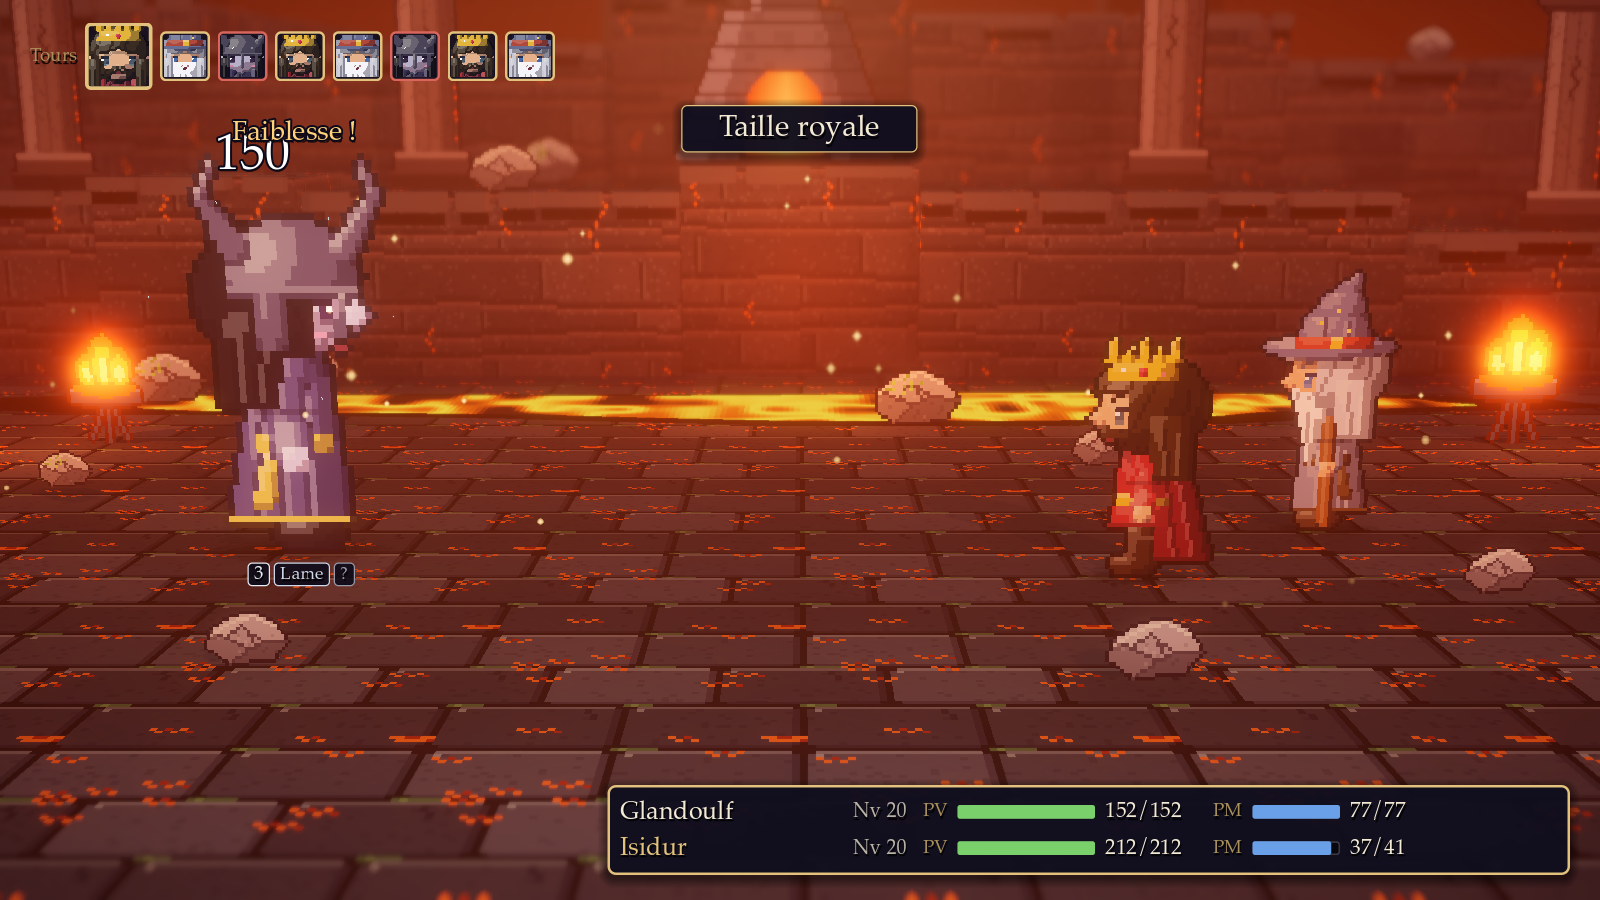 Tours
Faiblesse !
150
Taille royale
3 Lame ?
Glandoulf Nv 20 PV 152/152 PM 77/77
Isidur Nv 20 PV 212/212 PM 37/41